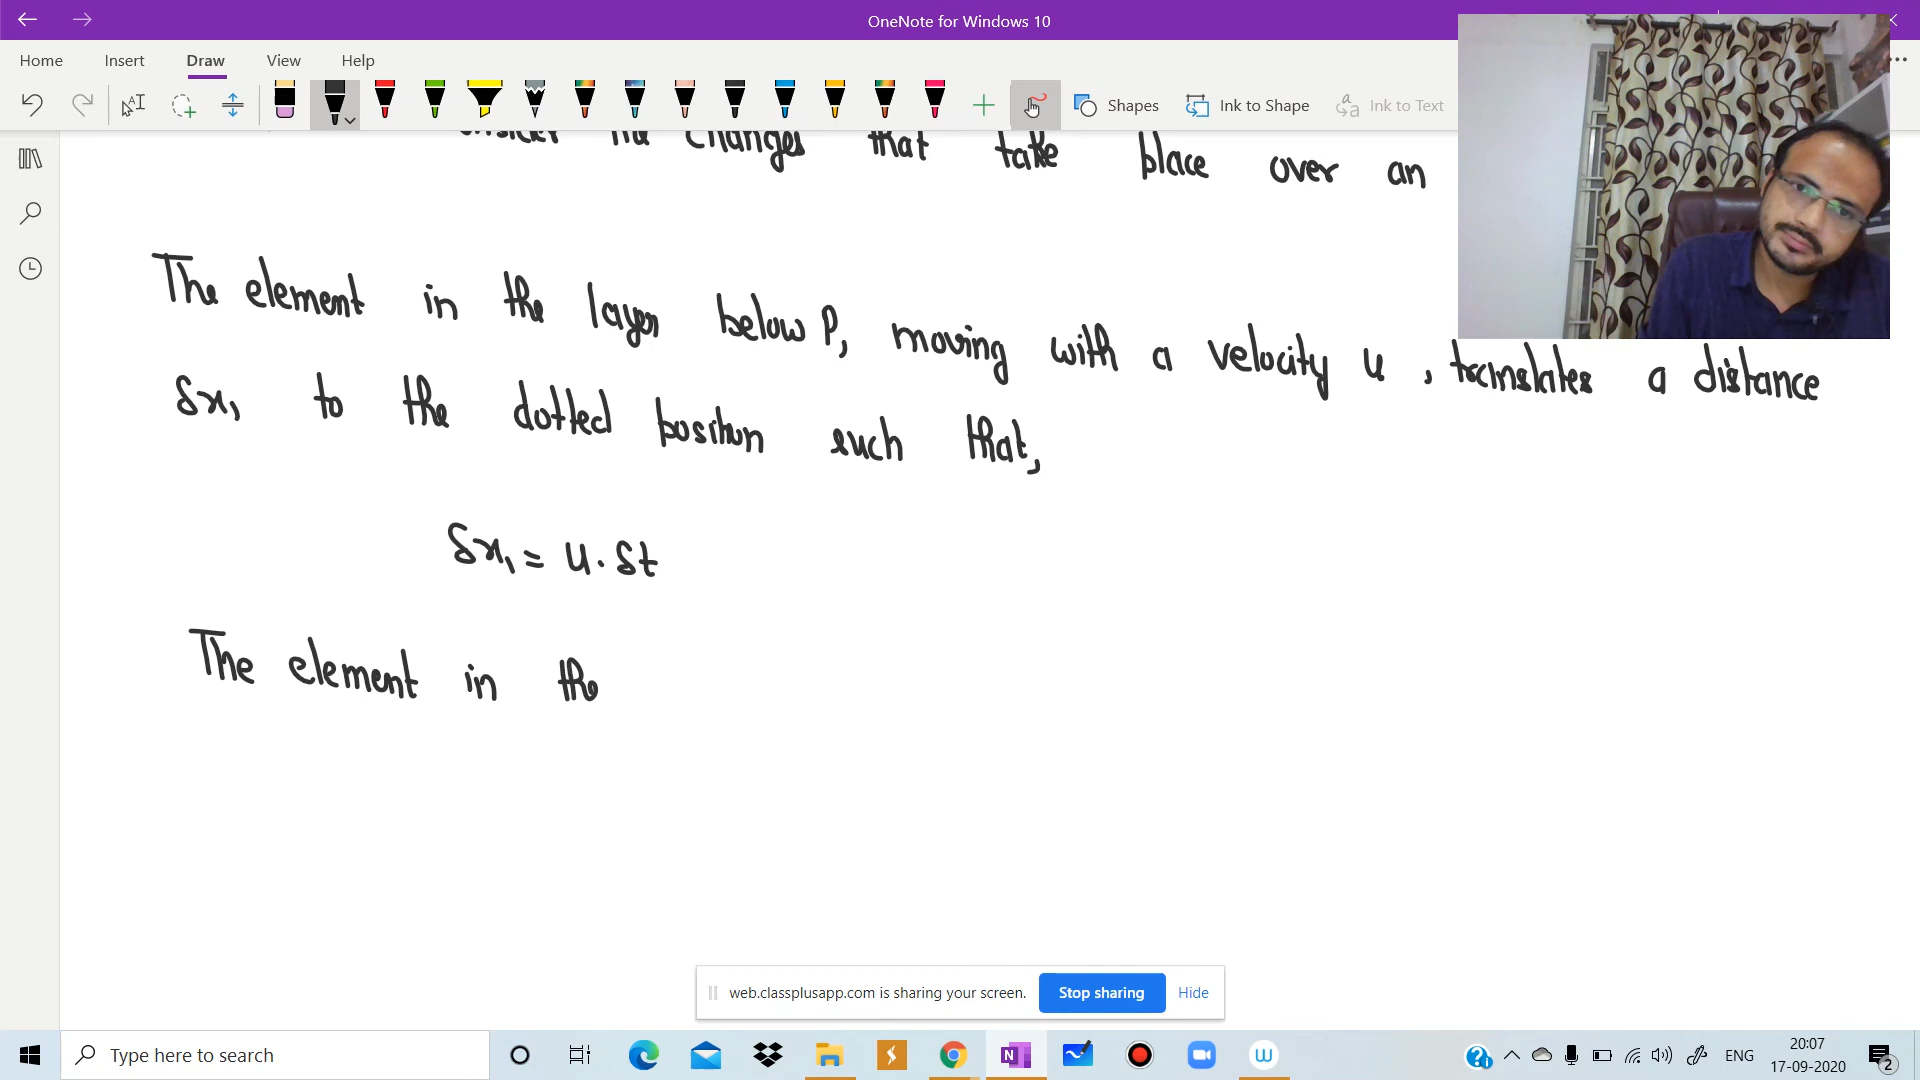 OneNote for Windows 10
Home Insert Draw View Help
Shapes Ink to Shape Ink to Text
the changes that take place over an
The element in the layer below P, moving with a velocity u, translates a distance
δx₁ to the dotted position such that,
δx₁ = u.δt
The element in the
web.classplusapp.com is sharing your screen. Stop sharing Hide
Type here to search
ENG
20:07
17-09-2020
2